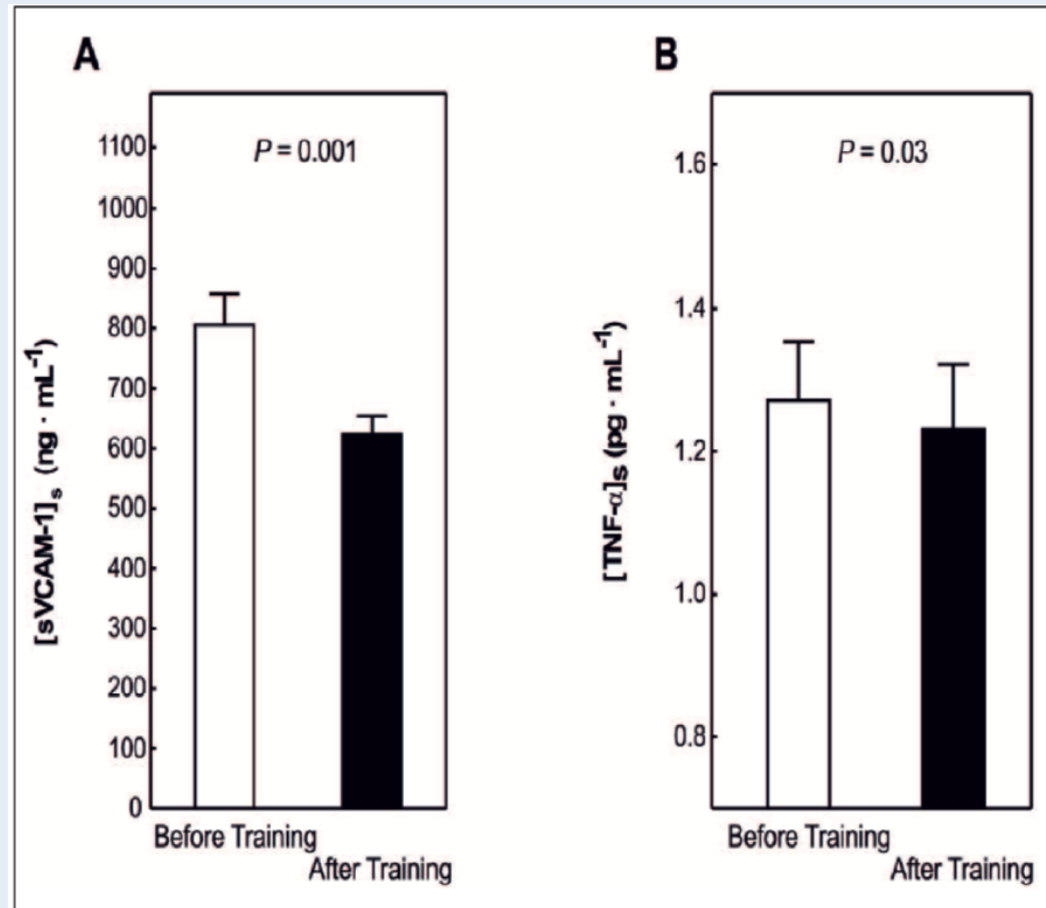 A
P = 0.001
1100
1000
900
800
700
600
500
400
300
200
100
0
[sVCAM-1]s (ng · mL-1)
Before Training
After Training
B
P = 0.03
1.6
1.4
1.2
1.0
0.8
[TNF-α]s (pg · mL-1)
Before Training
After Training